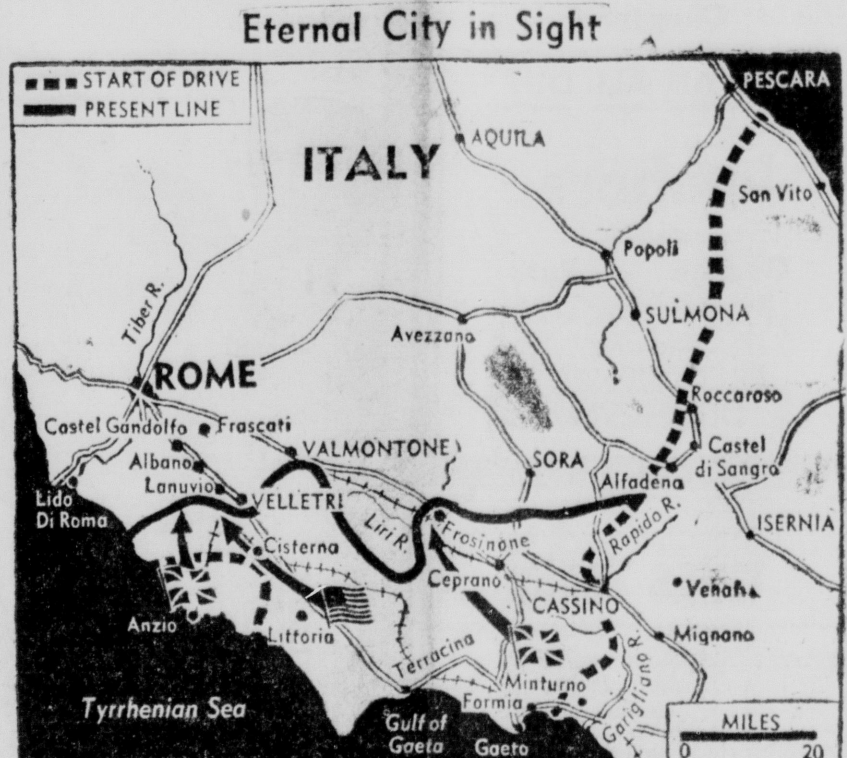 Eternal City in Sight
START OF DRIVE
PRESENT LINE
PESCARA
ITALY
AQUILA
San Vito
Popoli
Tiber R.
SULMONA
Avezzano
ROME
Roccaraso
Castel Gandolfo
Frascati
VALMONTONE
Castel
di Sangro
Albano
SORA
Alfadena
Lanuvio
VELLETRI
Lido
Di Roma
Liri R.
Frosinone
Rapido R.
ISERNIA
Cisterna
Ceprano
CASSINO
Venafro
Anzio
Littoria
Mignano
Terracina
Minturno
Garigliano R.
Formia
Tyrrhenian Sea
Gulf of
Gaeta
Gaeta
MILES
0 20